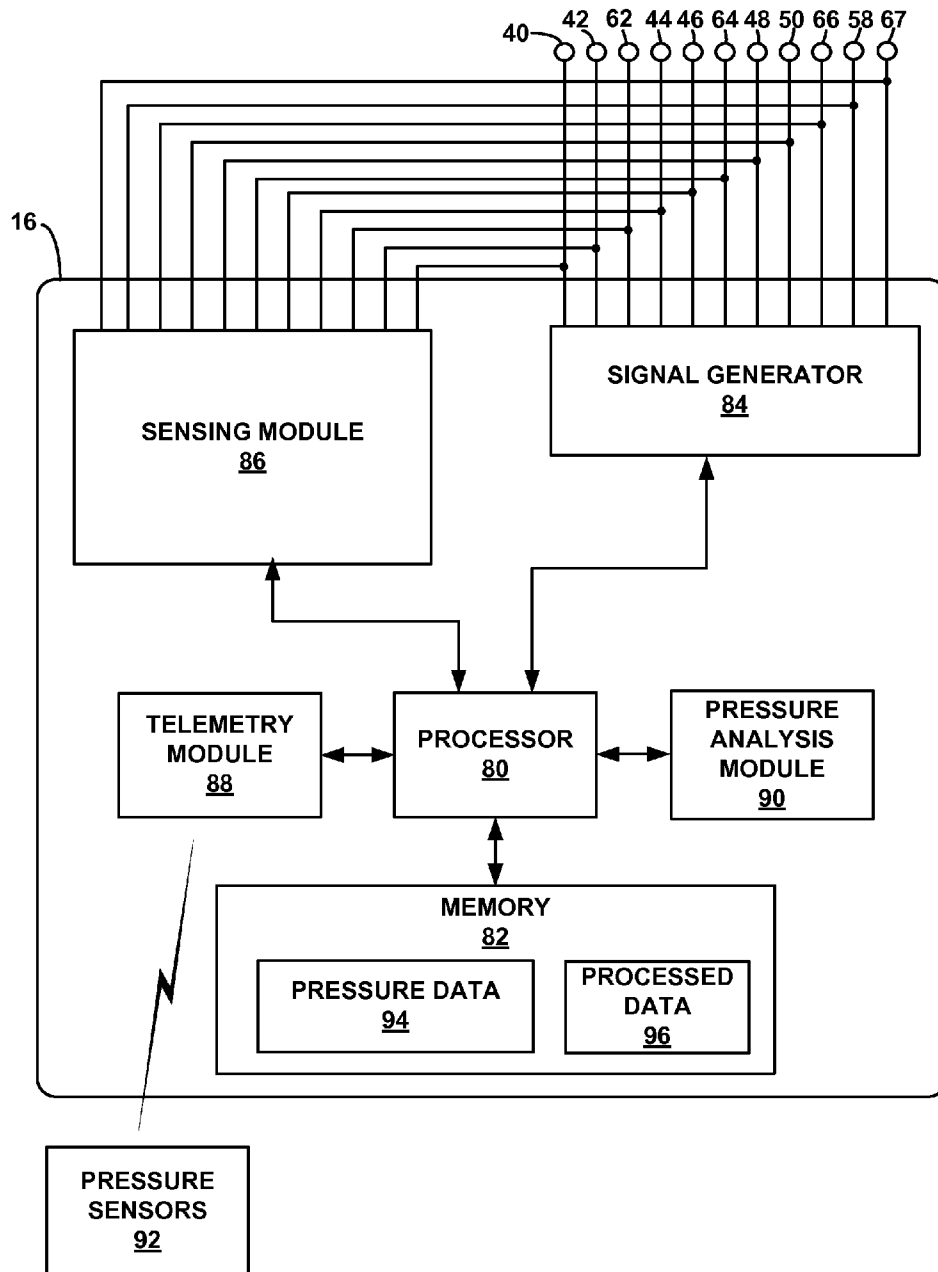 40 42 62 44 46 64 48 50 66 58 67
16
SENSING MODULE
86
SIGNAL GENERATOR
84
TELEMETRY
MODULE
88
PROCESSOR
80
PRESSURE
ANALYSIS
MODULE
90
MEMORY
82
PRESSURE DATA
94
PROCESSED
DATA
96
PRESSURE
SENSORS
92